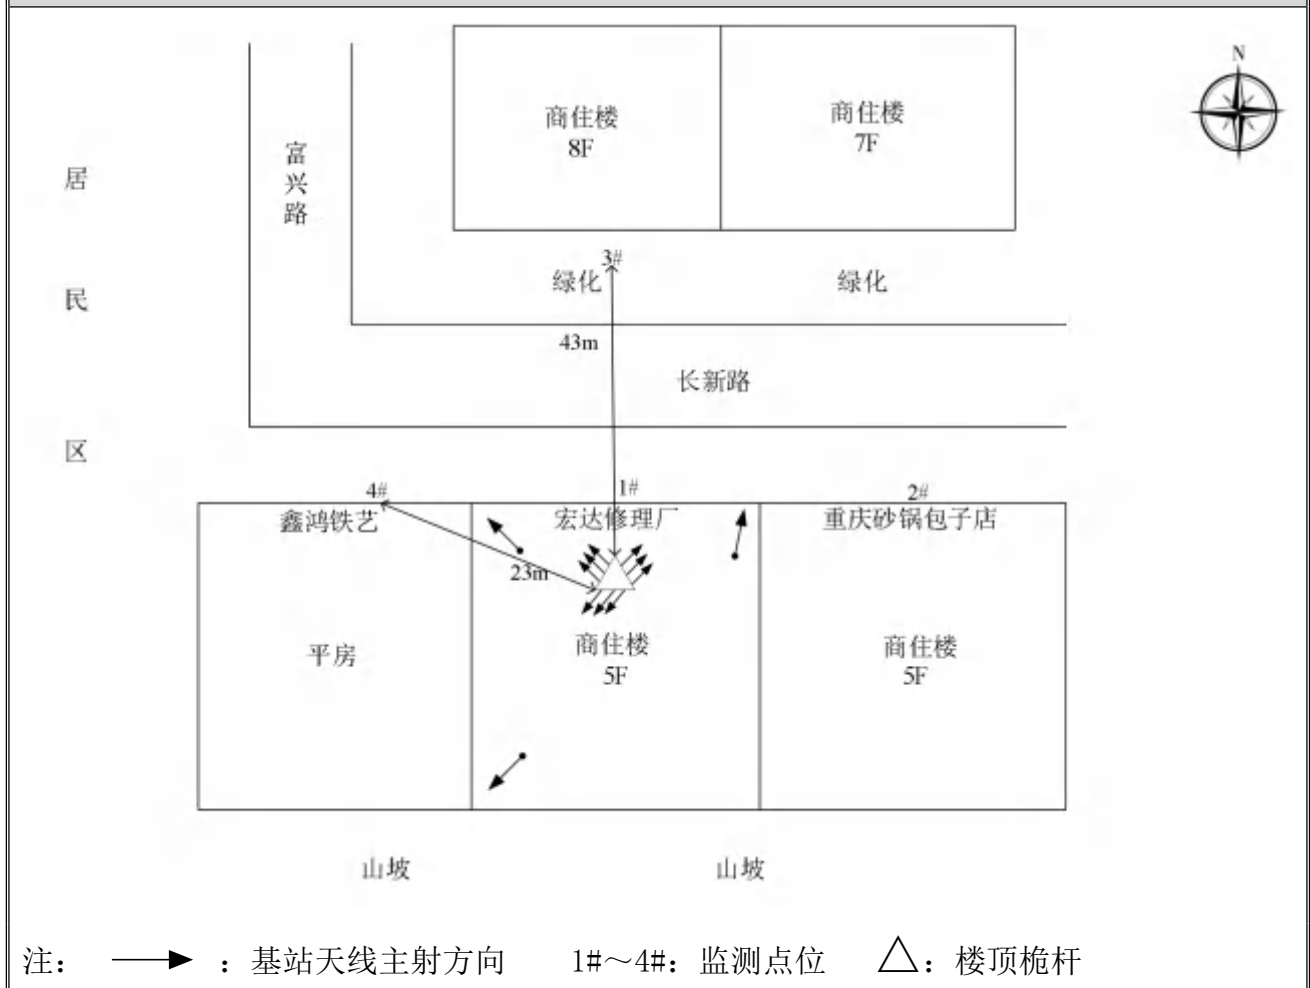 N
商住楼
8F
商住楼
7F
富兴路
居民区
3#
绿化
绿化
43m
长新路
4#
1#
2#
鑫鸿铁艺
宏达修理厂
重庆砂锅包子店
23m
平房
商住楼
5F
商住楼
5F
山坡
山坡
注： ：基站天线主射方向 1#～4#：监测点位 △：楼顶桅杆